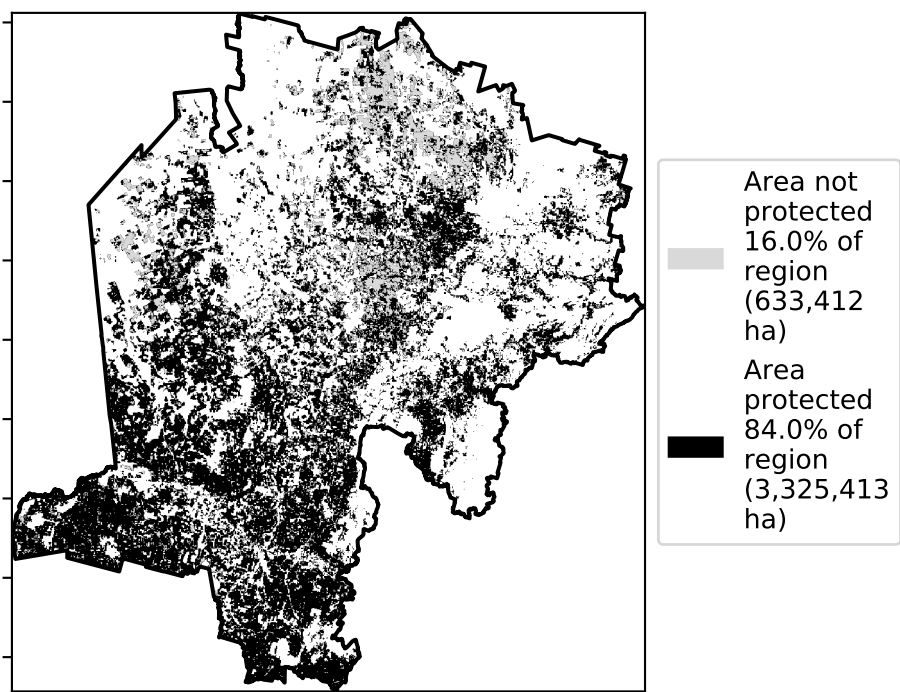 Area not
protected
16.0% of
region
(633,412
ha)
Area
protected
84.0% of
region
(3,325,413
ha)